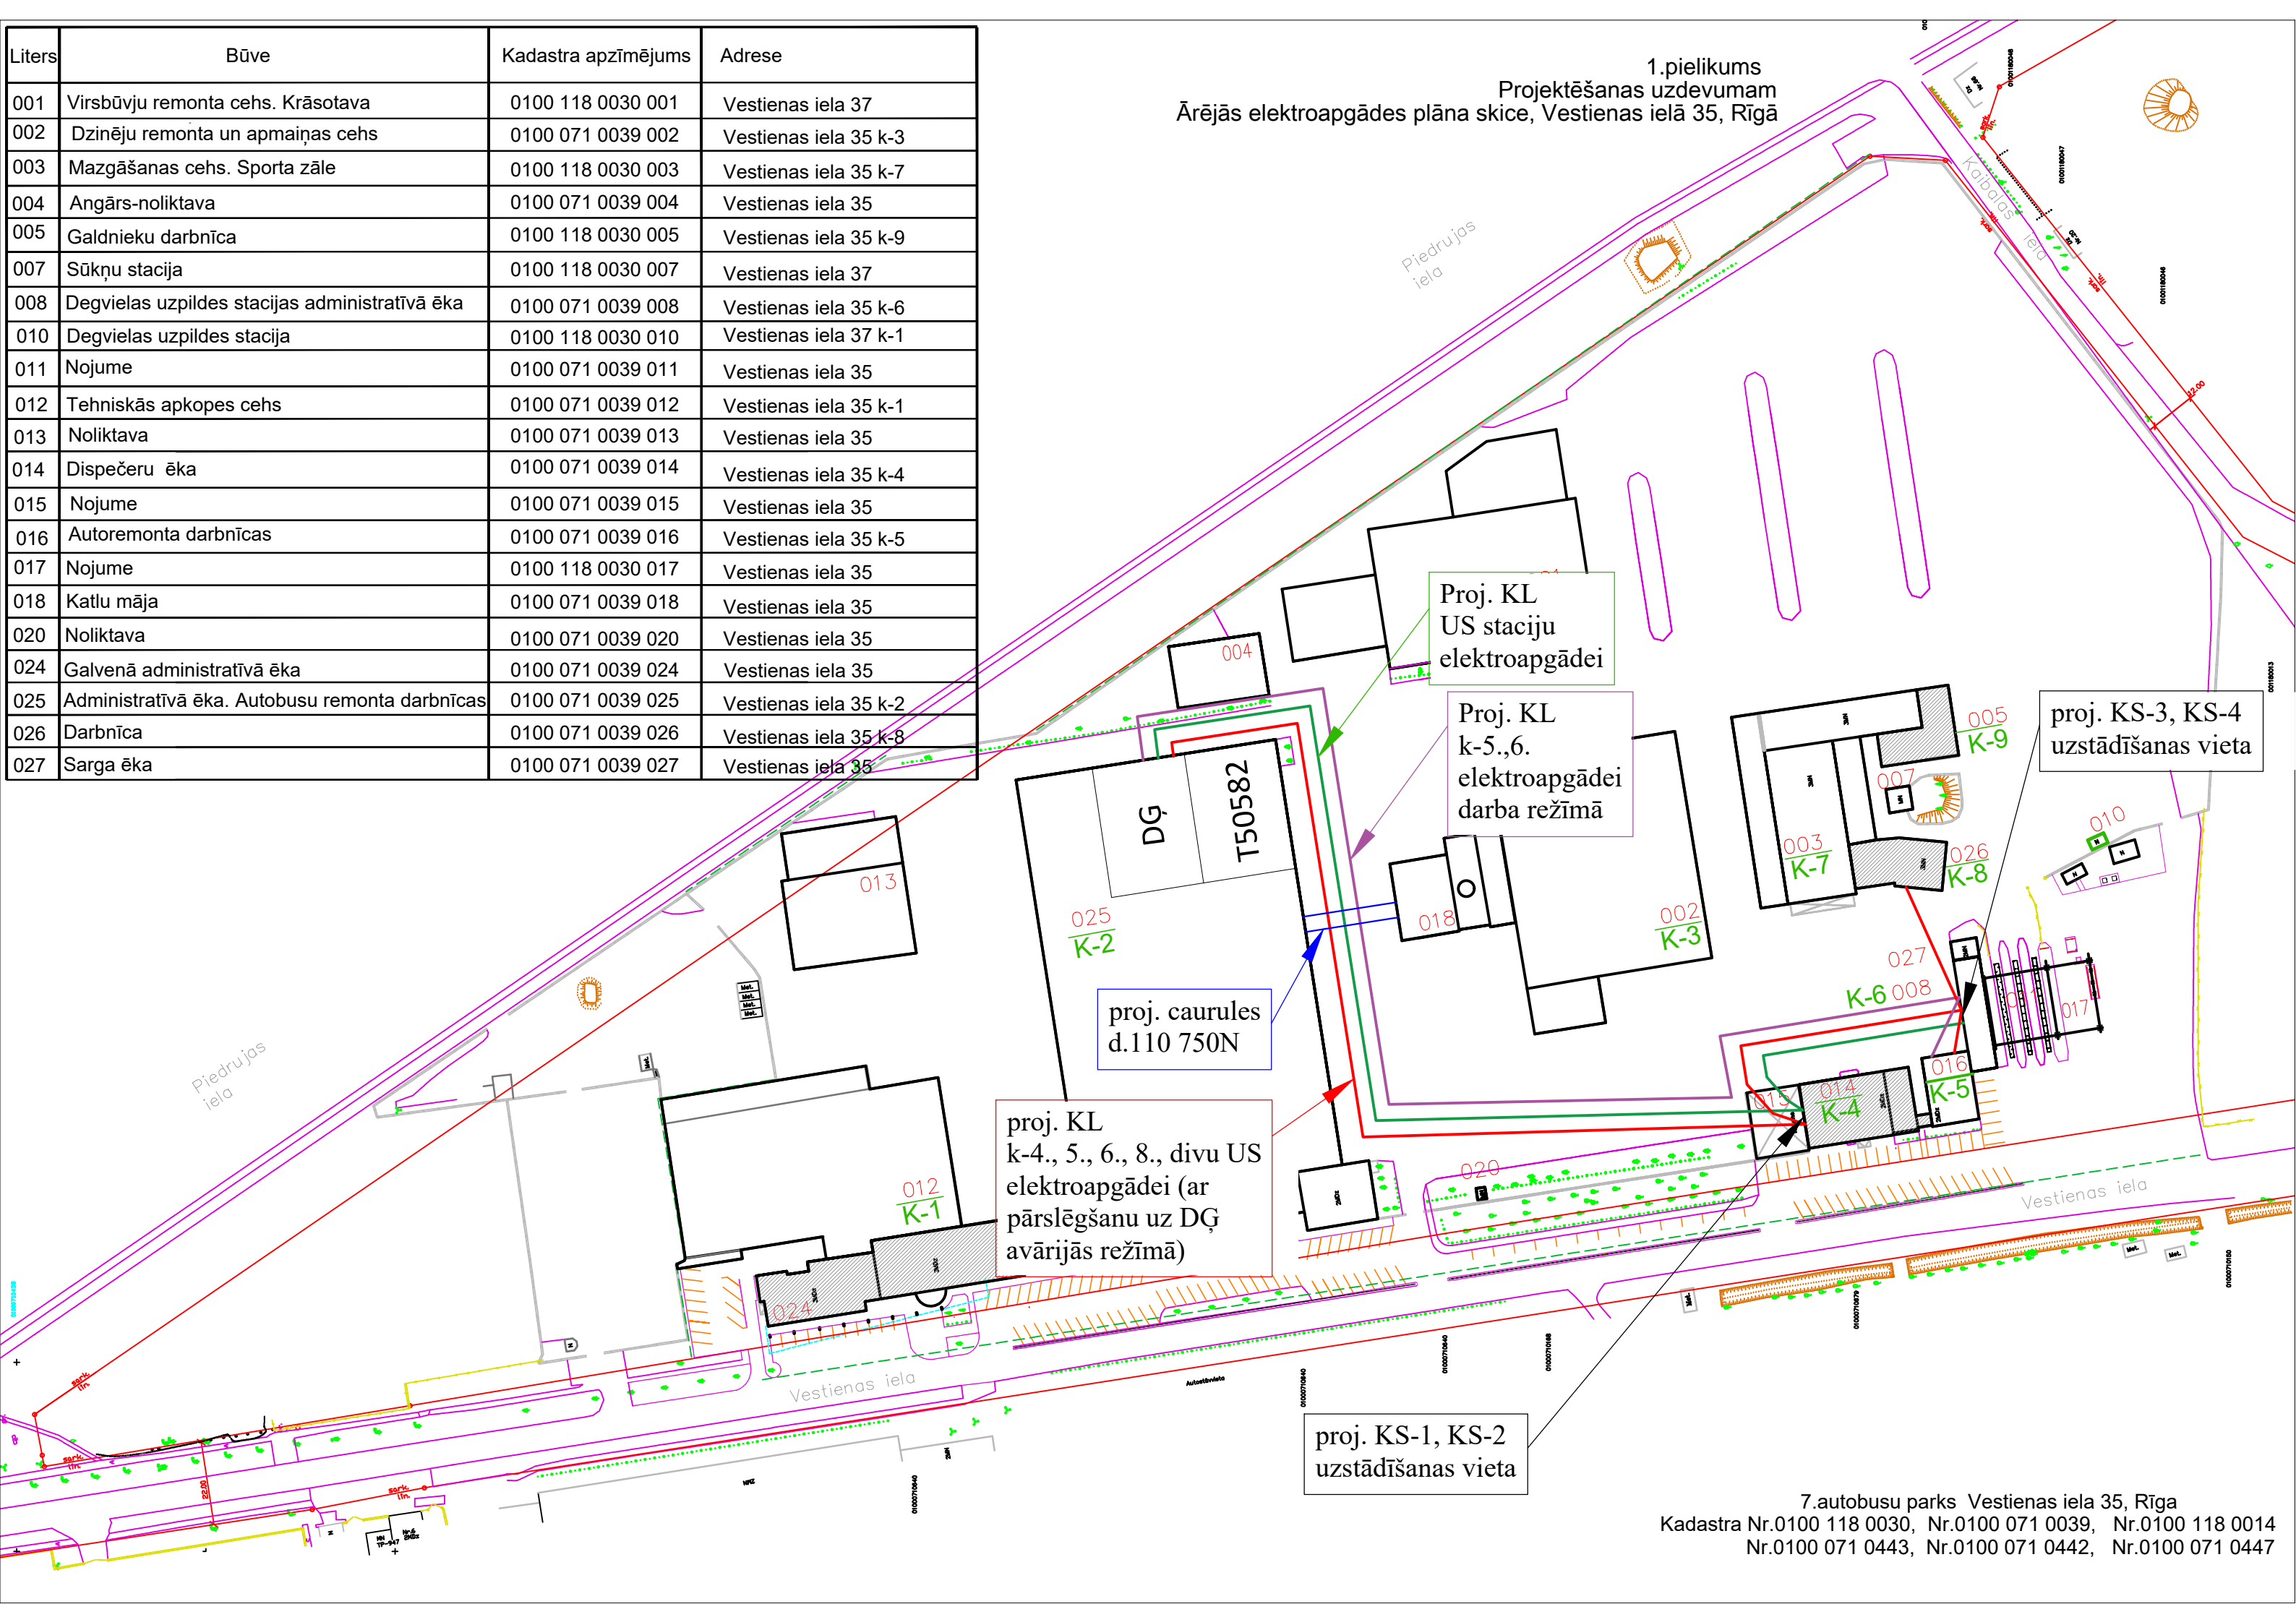 Liters Būve Kadastra apzīmējums Adrese
001 Virsbūvju remonta cehs. Krāsotava 0100 118 0030 001 Vestienas iela 37
002 Dzinēju remonta un apmaiņas cehs 0100 071 0039 002 Vestienas iela 35 k-3
003 Mazgāšanas cehs. Sporta zāle 0100 118 0030 003 Vestienas iela 35 k-7
004 Angārs-noliktava 0100 071 0039 004 Vestienas iela 35
005 Galdnieku darbnīca 0100 118 0030 005 Vestienas iela 35 k-9
007 Sūkņu stacija 0100 118 0030 007 Vestienas iela 37
008 Degvielas uzpildes stacijas administratīvā ēka 0100 071 0039 008 Vestienas iela 35 k-6
010 Degvielas uzpildes stacija 0100 118 0030 010 Vestienas iela 37 k-1
011 Nojume 0100 071 0039 011 Vestienas iela 35
012 Tehniskās apkopes cehs 0100 071 0039 012 Vestienas iela 35 k-1
013 Noliktava 0100 071 0039 013 Vestienas iela 35
014 Dispečeru ēka 0100 071 0039 014 Vestienas iela 35 k-4
015 Nojume 0100 071 0039 015 Vestienas iela 35
016 Autoremonta darbnīcas 0100 071 0039 016 Vestienas iela 35 k-5
017 Nojume 0100 118 0030 017 Vestienas iela 35
018 Katlu māja 0100 071 0039 018 Vestienas iela 35
020 Noliktava 0100 071 0039 020 Vestienas iela 35
024 Galvenā administratīvā ēka 0100 071 0039 024 Vestienas iela 35
025 Administratīvā ēka. Autobusu remonta darbnīcas 0100 071 0039 025 Vestienas iela 35 k-2
026 Darbnīca 0100 071 0039 026 Vestienas iela 35 k-8
027 Sarga ēka 0100 071 0039 027 Vestienas iela 35
1.pielikums
Projektēšanas uzdevumam
Ārējās elektroapgādes plāna skice, Vestienas ielā 35, Rīgā
Piedrujas
iela
Kaibalas
iela
12.00
Proj. KL
US staciju
elektroapgādei
Proj. KL
k-5.,6.
elektroapgādei
darba režīmā
proj. KS-3, KS-4
uzstādīšanas vieta
004
005
K-9
007
010
DĢ
T50582
003
K-7
026
K-8
013
025
K-2
018
002
K-3
027
K-6 008
017
proj. caurules
d.110 750N
Piedrujas
iela
016
K-5
015
014
K-4
proj. KL
k-4., 5., 6., 8., divu US
elektroapgādei (ar
pārslēgšanu uz DĢ
avārijās režīmā)
012
K-1
020
024
Vestienas iela
Vestienas iela
Autostāvvieta
sark.
lin.
22.00
sark.
lin.
sark.
lin.
TP-947
proj. KS-1, KS-2
uzstādīšanas vieta
7.autobusu parks Vestienas iela 35, Rīga
Kadastra Nr.0100 118 0030, Nr.0100 071 0039, Nr.0100 118 0014
Nr.0100 071 0443, Nr.0100 071 0442, Nr.0100 071 0447